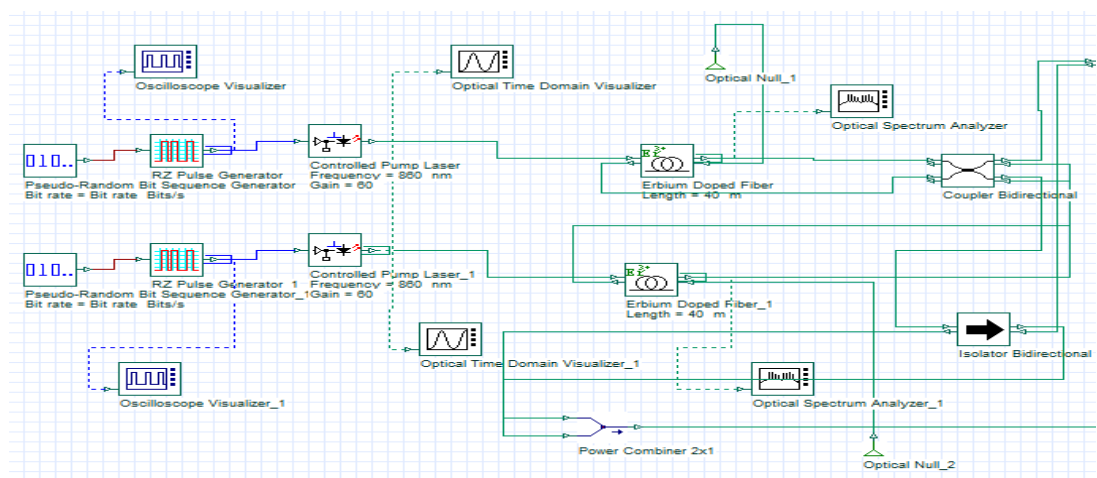 Oscilloscope Visualizer
Optical Time Domain Visualizer
Optical Null_1
Optical Spectrum Analyzer
RZ Pulse Generator
Pseudo-Random Bit Sequence Generator
Bit rate = Bit rate Bits/s
Controlled Pump Laser
Frequency = 860 nm
Gain = 60
Erbium Doped Fiber
Length = 40 m
Coupler Bidirectional
RZ Pulse Generator_1
Pseudo-Random Bit Sequence Generator_1
Bit rate = Bit rate Bits/s
Controlled Pump Laser_1
Frequency = 860 nm
Gain = 60
Erbium Doped Fiber_1
Length = 40 m
Isolator Bidirectional
Optical Time Domain Visualizer_1
Oscilloscope Visualizer_1
Optical Spectrum Analyzer_1
Power Combiner 2x1
Optical Null_2